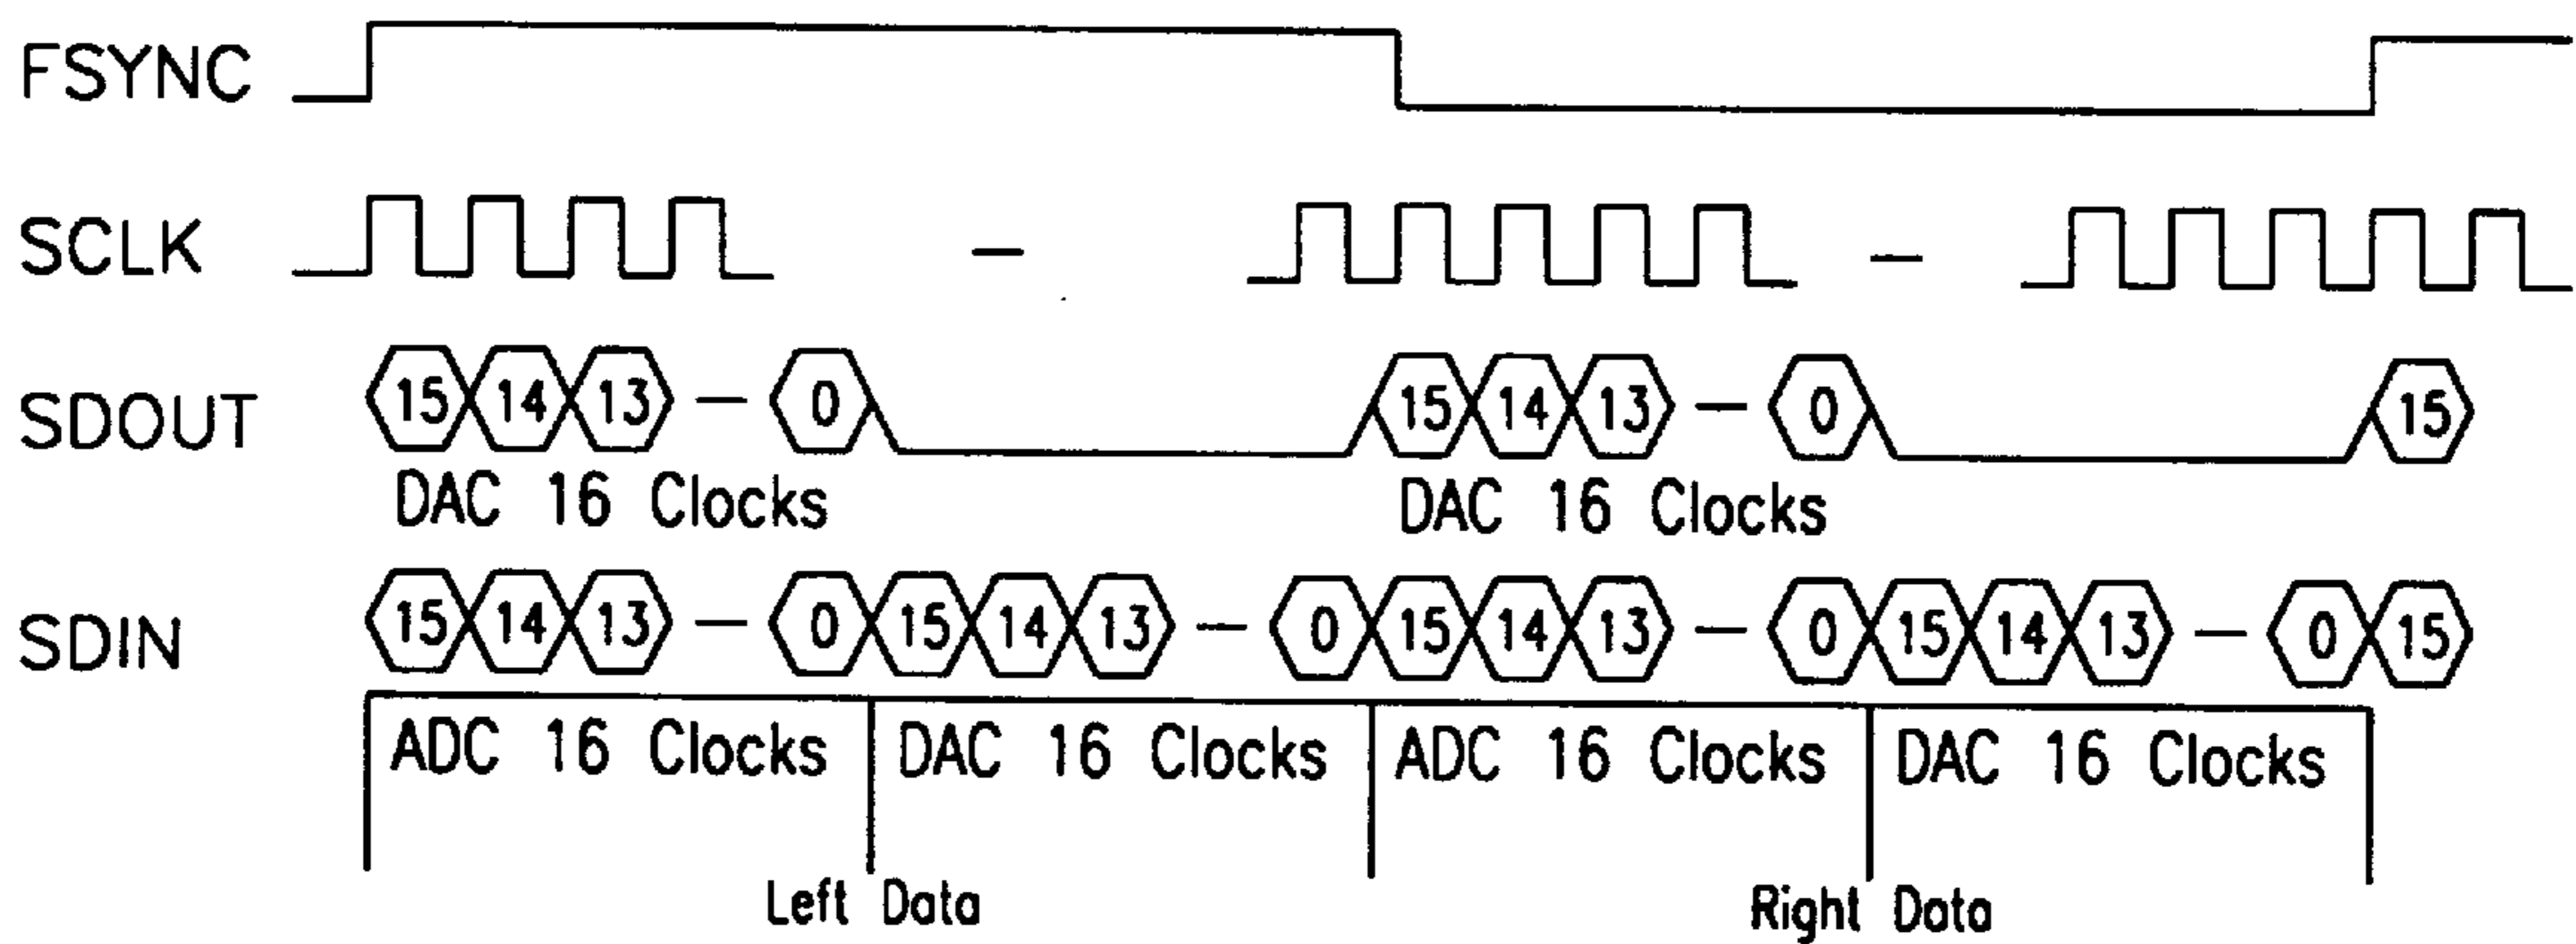 FSYNC
SCLK
SDOUT 15 14 13 – 0 15 14 13 – 0 15
DAC 16 Clocks DAC 16 Clocks
SDIN 15 14 13 – 0 15 14 13 – 0 15 14 13 – 0 15 14 13 – 0 15
ADC 16 Clocks DAC 16 Clocks ADC 16 Clocks DAC 16 Clocks
Left Data Right Data